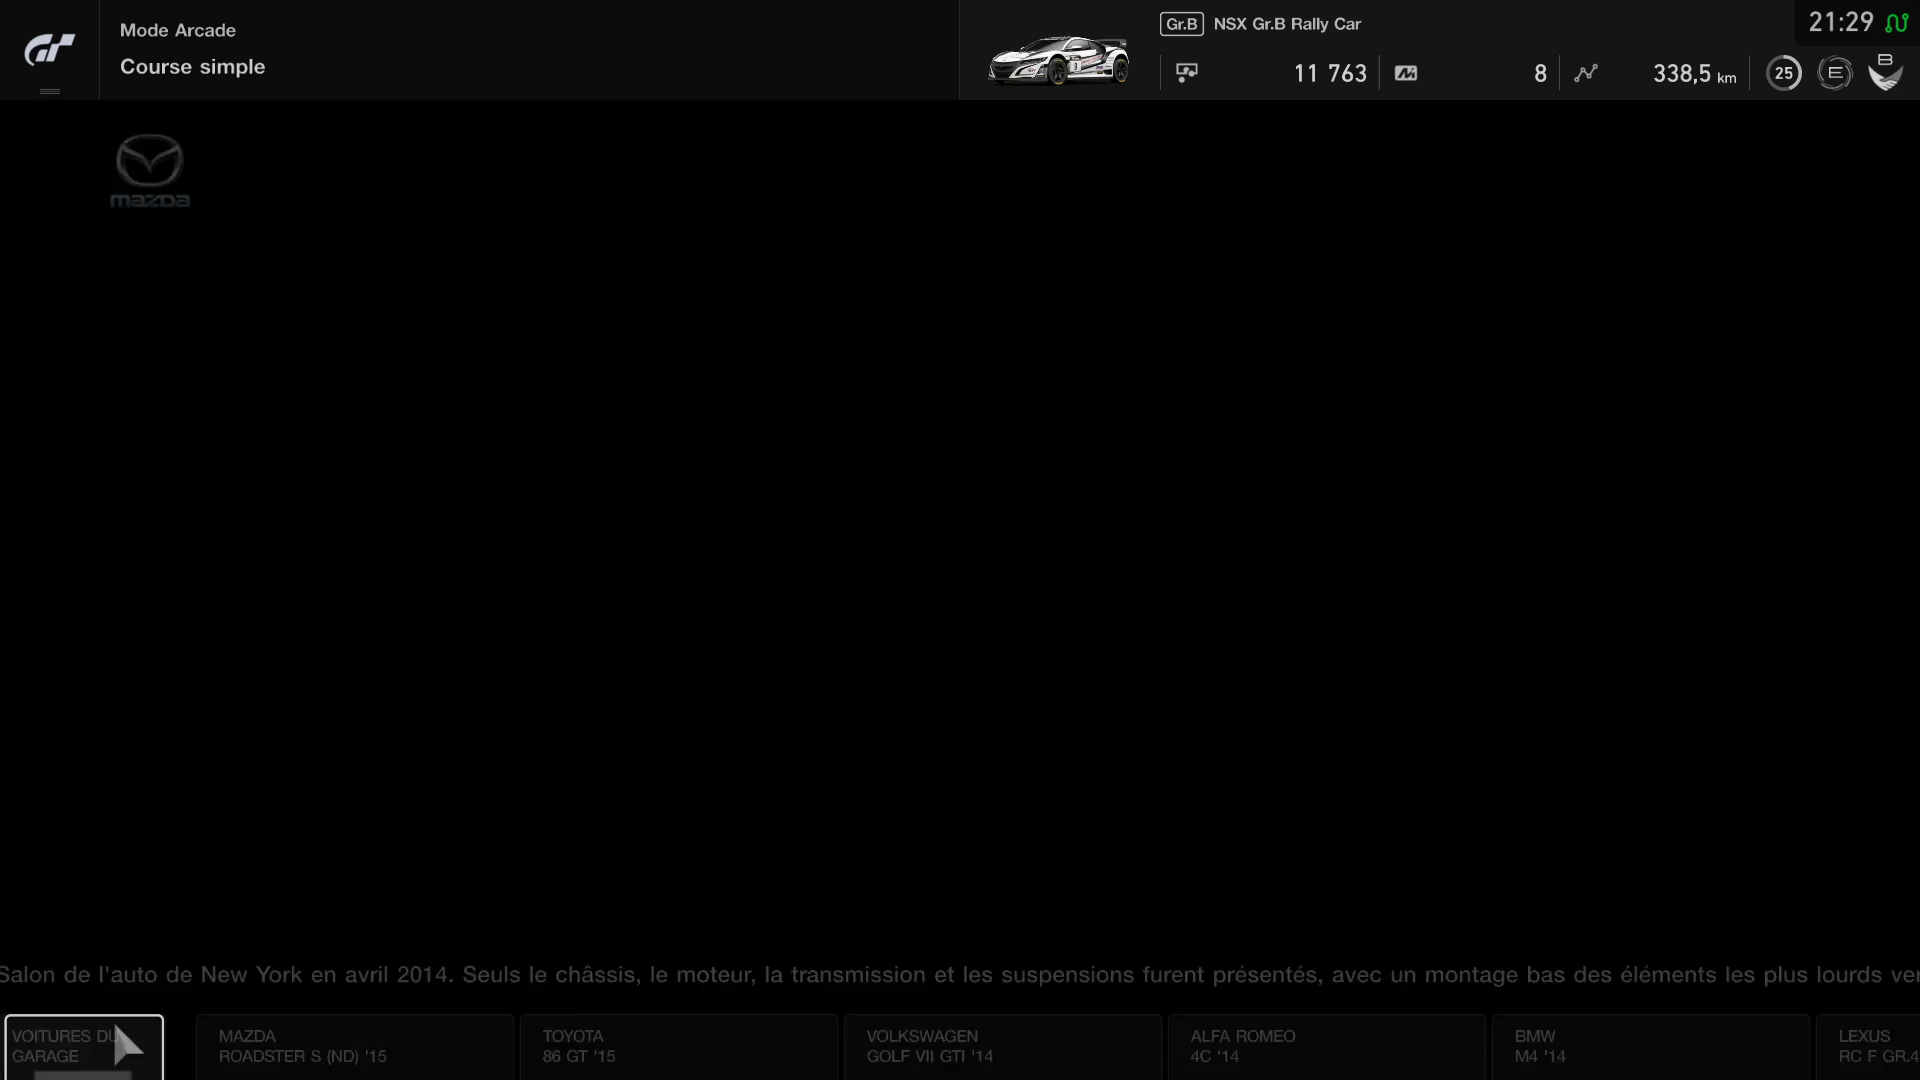 Mode Arcade
Course simple
Gr.B NSX Gr.B Rally Car
11 763
8
338,5 km
21:29
25
E
B
mazda
Salon de l'auto de New York en avril 2014. Seuls le châssis, le moteur, la transmission et les suspensions furent présentés, avec un montage bas des éléments les plus lourds
VOITURES DU
GARAGE
MAZDA
ROADSTER S (ND) '15
TOYOTA
86 GT '15
VOLKSWAGEN
GOLF VII GTI '14
ALFA ROMEO
4C '14
BMW
M4 '14
LEXUS
RC F GR.4